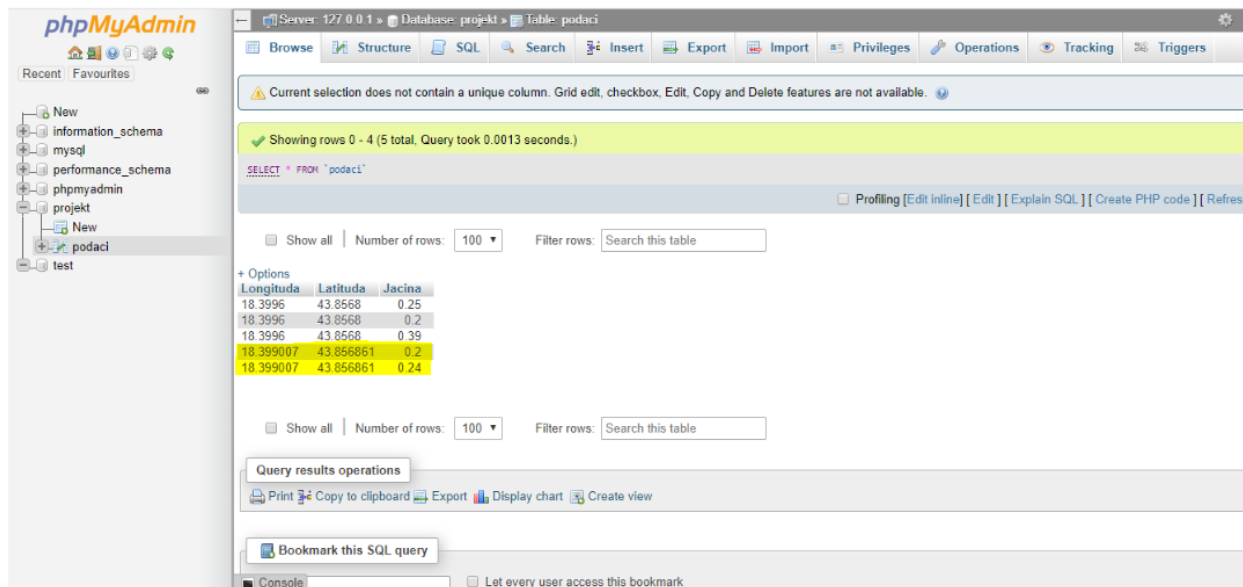 phpMyAdmin
Recent Favourites
New
information_schema
mysql
performance_schema
phpmyadmin
projekt
New
podaci
test
Server: 127.0.0.1 » Database: projekt » Table: podaci
Browse Structure SQL Search Insert Export Import Privileges Operations Tracking Triggers
Current selection does not contain a unique column. Grid edit, checkbox, Edit, Copy and Delete features are not available.
Showing rows 0 - 4 (5 total, Query took 0.0013 seconds.)
SELECT * FROM `podaci`
Profiling [Edit inline] [ Edit ] [ Explain SQL ] [ Create PHP code ] [ Refres
Show all Number of rows: 100 Filter rows: Search this table
+ Options
Longituda Latituda Jacina
18.3996 43.8568 0.25
18.3996 43.8568 0.2
18.3996 43.8568 0.39
18.399007 43.856861 0.2
18.399007 43.856861 0.24
Show all Number of rows: 100 Filter rows: Search this table
Query results operations
Print Copy to clipboard Export Display chart Create view
Bookmark this SQL query
Console Let every user access this bookmark